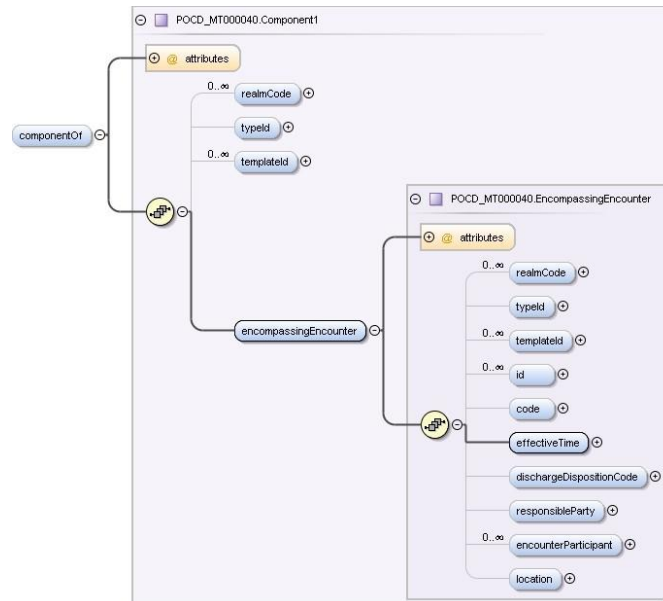 POCD_MT000040.Component1
@ attributes
0..∞
realmCode
componentOf
typeId
0..∞
templateId
POCD_MT000040.EncompassingEncounter
@ attributes
0..∞
realmCode
typeId
encompassingEncounter
0..∞
templateId
0..∞
id
code
effectiveTime
dischargeDispositionCode
responsibleParty
0..∞
encounterParticipant
location